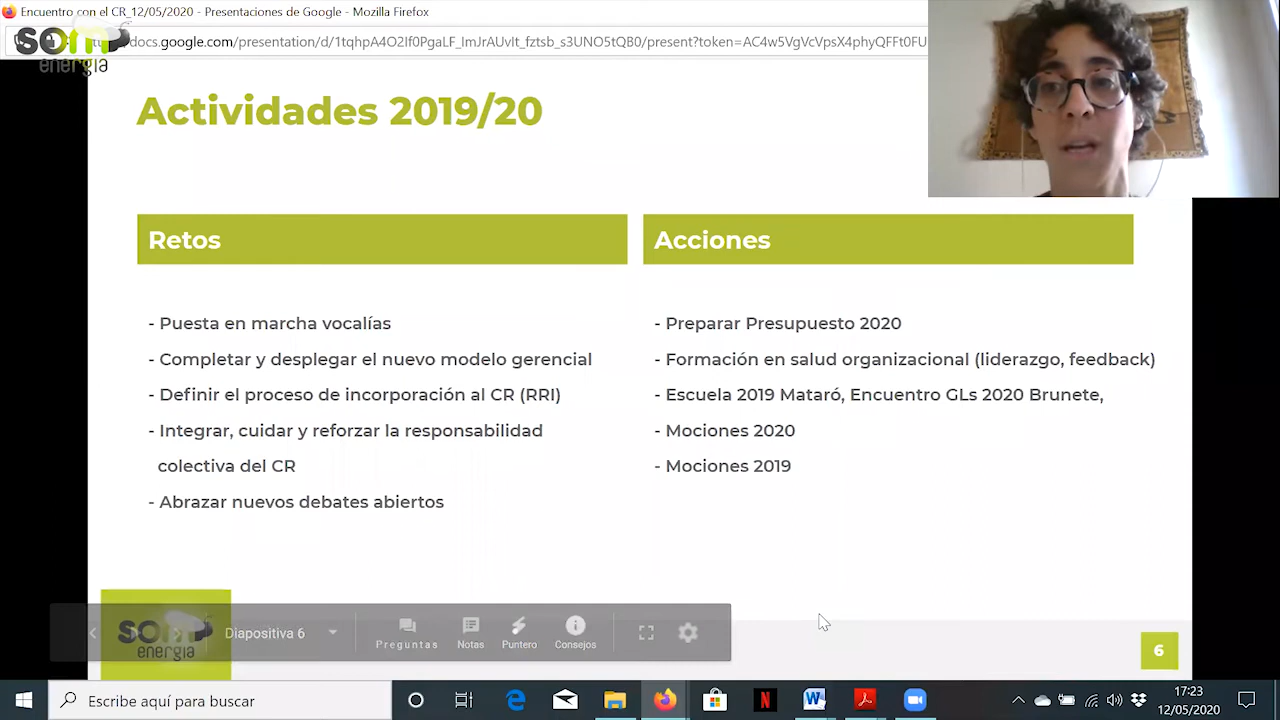 Encuentro con el CR_12/05/2020 - Presentaciones de Google - Mozilla Firefox
som
energia
docs.google.com/presentation/d/
Actividades 2019/20
Retos
Acciones
- Puesta en marcha vocalías
- Completar y desplegar el nuevo modelo gerencial
- Definir el proceso de incorporación al CR (RRI)
- Integrar, cuidar y reforzar la responsabilidad
colectiva del CR
- Abrazar nuevos debates abiertos
- Preparar Presupuesto 2020
- Formación en salud organizacional (liderazgo, feedback)
- Escuela 2019 Mataró, Encuentro GLs 2020 Brunete,
- Mociones 2020
- Mociones 2019
som
energia
Diapositiva 6
Preguntas
Notas
Puntero
Consejos
6
Escribe aquí para buscar
17:23
12/05/2020